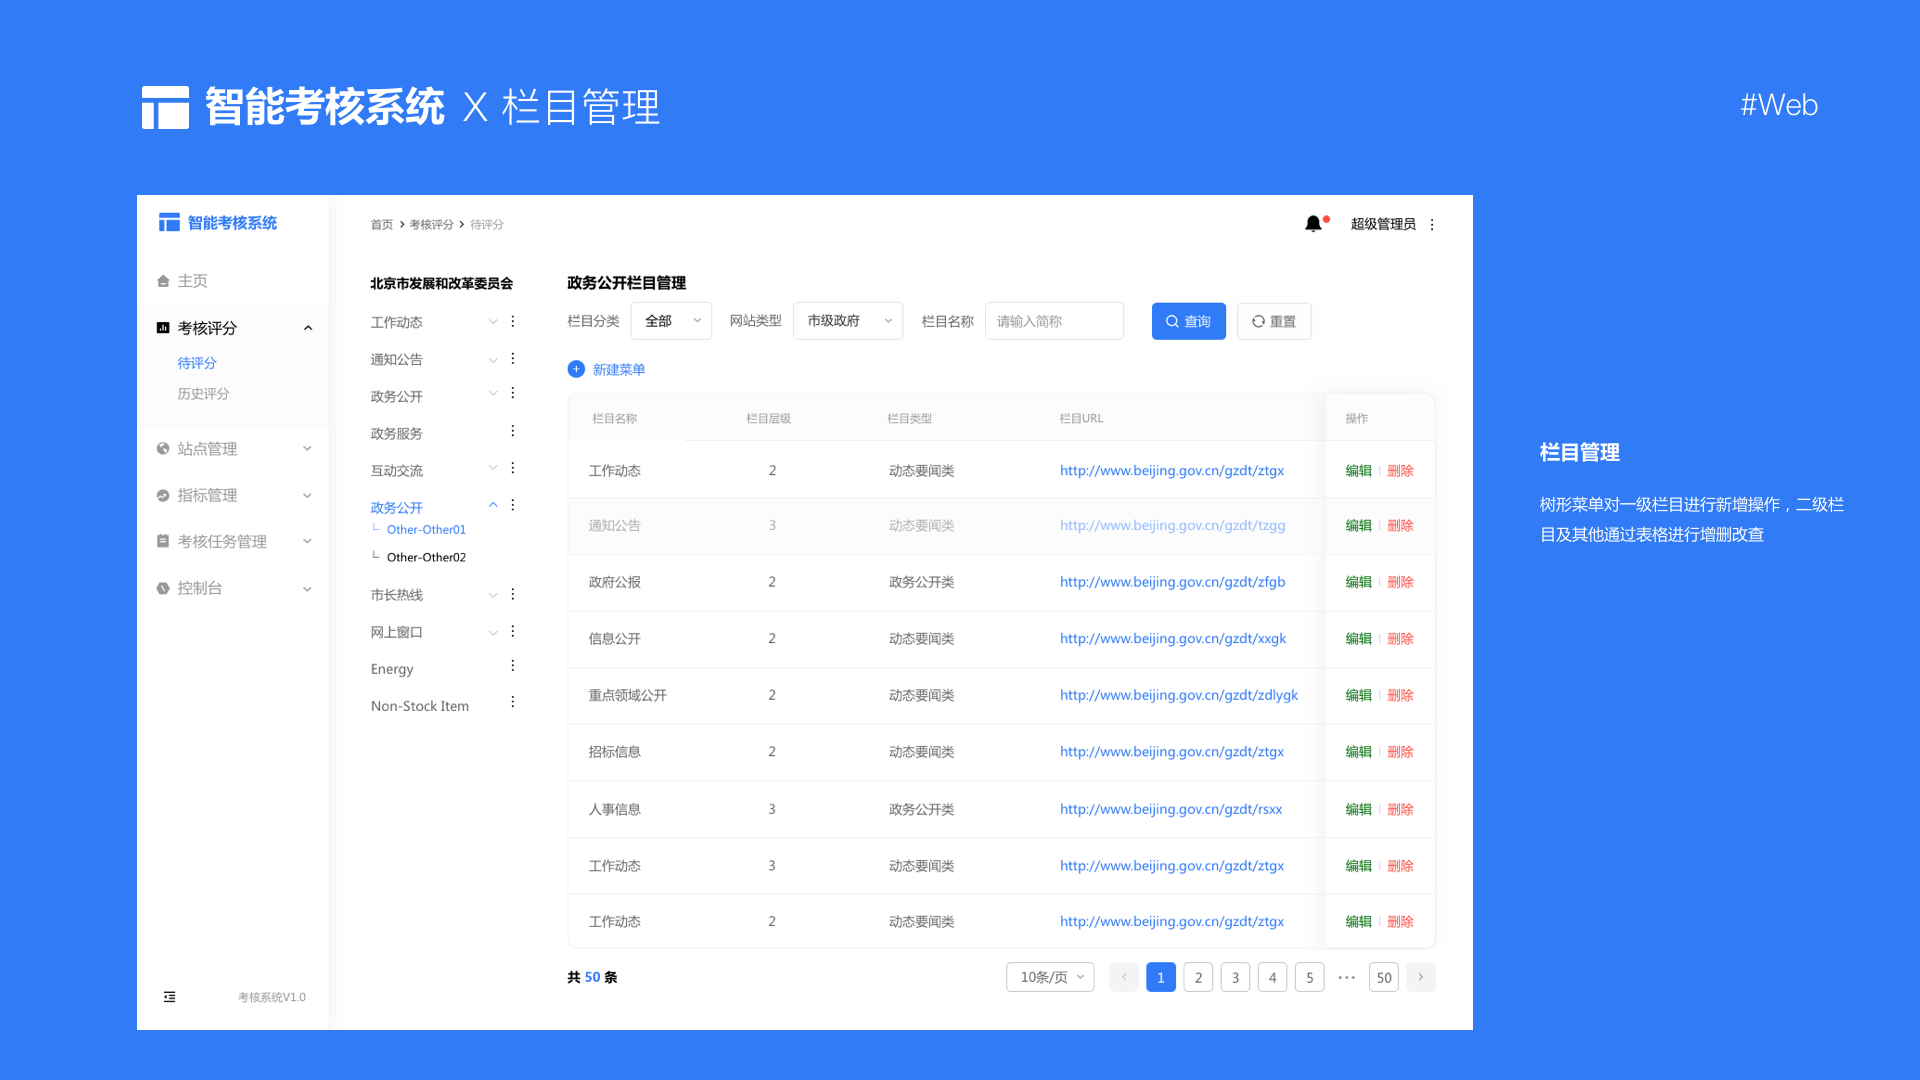 智能考核系统 X 栏目管理
#Web
智能考核系统
首页 > 考核评分 > 待评分
超级管理员
主页
考核评分
待评分
历史评分
站点管理
指标管理
考核任务管理
控制台
考核系统V1.0
北京市发展和改革委员会
工作动态
通知公告
政务公开
政务服务
互动交流
政务公开
Other-Other01
Other-Other02
市长热线
网上窗口
Energy
Non-Stock Item
政务公开栏目管理
栏目分类 全部 网站类型 市级政府 栏目名称 请输入简称 查询 重置
新建菜单
栏目名称 栏目层级 栏目类型 栏目URL 操作
工作动态 2 动态要闻类 http://www.beijing.gov.cn/gzdt/ztgx 编辑 删除
通知公告 3 动态要闻类 http://www.beijing.gov.cn/gzdt/tzgg 编辑 删除
政府公报 2 政务公开类 http://www.beijing.gov.cn/gzdt/zfgb 编辑 删除
信息公开 2 动态要闻类 http://www.beijing.gov.cn/gzdt/xxgk 编辑 删除
重点领域公开 2 动态要闻类 http://www.beijing.gov.cn/gzdt/zdlygk 编辑 删除
招标信息 2 动态要闻类 http://www.beijing.gov.cn/gzdt/ztgx 编辑 删除
人事信息 3 政务公开类 http://www.beijing.gov.cn/gzdt/rsxx 编辑 删除
工作动态 3 动态要闻类 http://www.beijing.gov.cn/gzdt/ztgx 编辑 删除
工作动态 2 动态要闻类 http://www.beijing.gov.cn/gzdt/ztgx 编辑 删除
共 50 条
10条/页 < 1 2 3 4 5 ··· 50 >
栏目管理
树形菜单对一级栏目进行新增操作，二级栏
目及其他通过表格进行增删改查